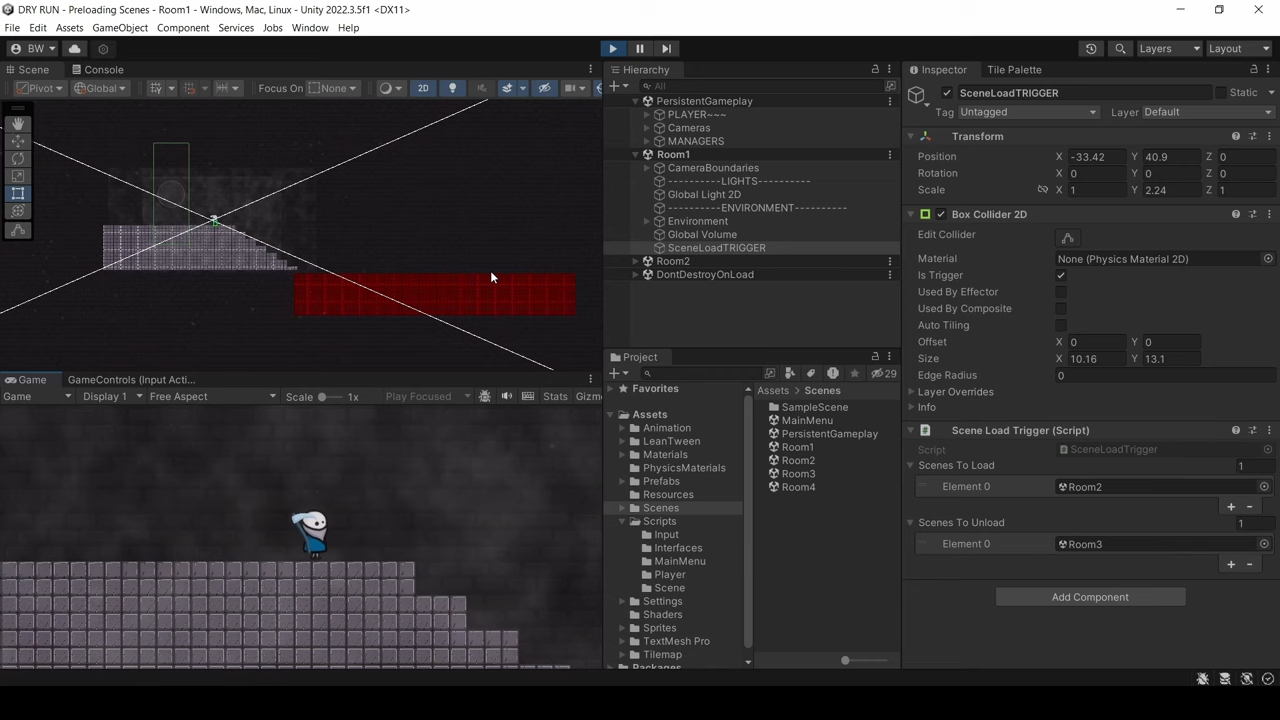 DRY RUN - Preloading Scenes - Room1 - Windows, Mac, Linux - Unity 2022.3.5f1 <DX11>
File Edit Assets GameObject Component Services Jobs Window Help
BW Layers Layout
Scene Console
Pivot Global Focus On None 2D
Game GameControls (Input Acti...
Game Display 1 Free Aspect Scale 1x Play Focused Stats Gizm
Hierarchy
All
PersistentGameplay
PLAYER~~~
Cameras
MANAGERS
Room1
CameraBoundaries
----------LIGHTS----------
Global Light 2D
----------ENVIRONMENT----------
Environment
Global Volume
SceneLoadTRIGGER
Room2
DontDestroyOnLoad
Project
29
Favorites
Assets
Animation
LeanTween
Materials
PhysicsMaterials
Prefabs
Resources
Scenes
Scripts
Input
Interfaces
MainMenu
Player
Scene
Settings
Shaders
Sprites
TextMesh Pro
Tilemap
Packages
Assets Scenes
SampleScene
MainMenu
PersistentGameplay
Room1
Room2
Room3
Room4
Inspector Tile Palette
SceneLoadTRIGGER Static
Tag Untagged Layer Default
Transform
Position X -33.42 Y 40.9 Z 0
Rotation X 0 Y 0 Z 0
Scale X 1 Y 2.24 Z 1
Box Collider 2D
Edit Collider
Material None (Physics Material 2D)
Is Trigger
Used By Effector
Used By Composite
Auto Tiling
Offset X 0 Y 0
Size X 10.16 Y 13.1
Edge Radius 0
Layer Overrides
Info
Scene Load Trigger (Script)
Script SceneLoadTrigger
Scenes To Load 1
Element 0 Room2
Scenes To Unload 1
Element 0 Room3
Add Component